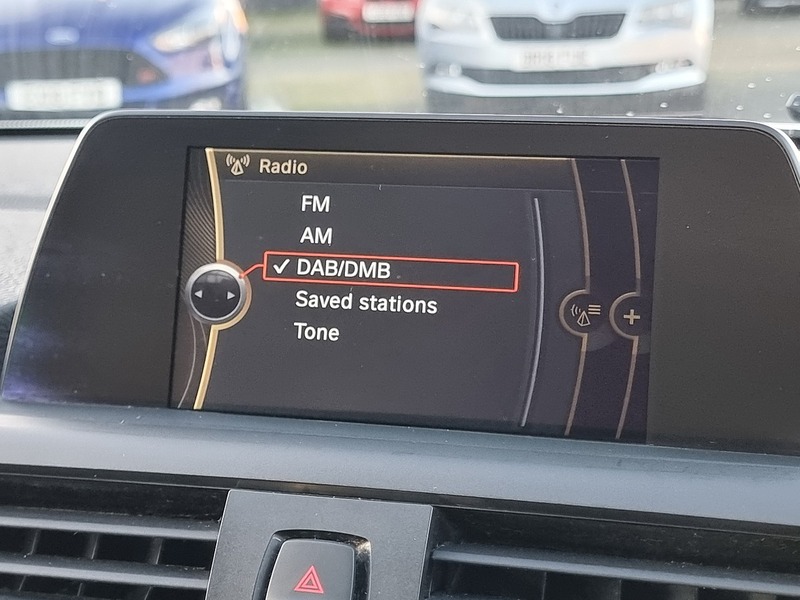 Radio
FM
AM
✓ DAB/DMB
Saved stations
Tone